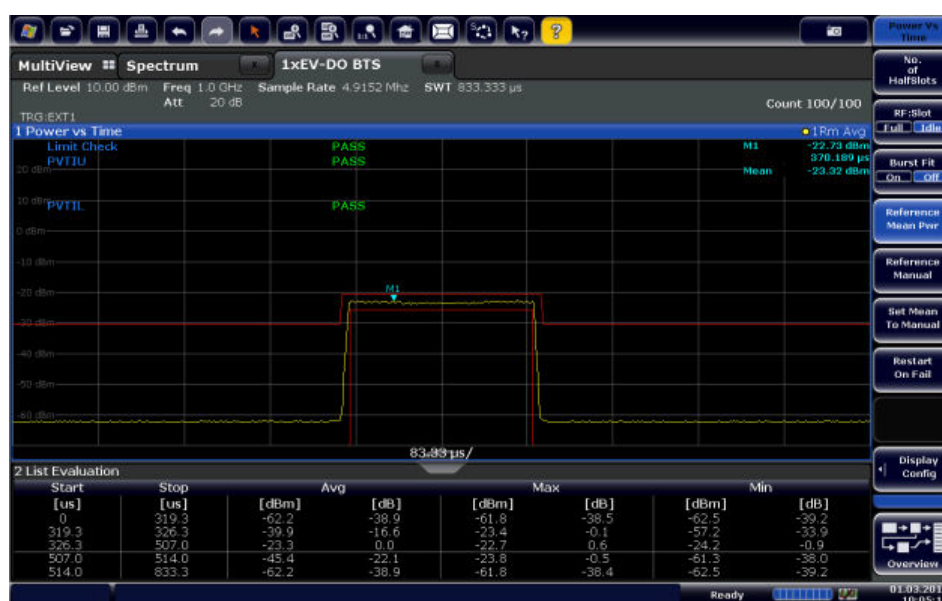 Power Vs
Time
MultiView Spectrum 1xEV-DO BTS
Ref Level 10.00 dBm Freq 1.0 GHz Sample Rate 4.9152 Mhz SWT 833.333 µs
Att 20 dB Count 100/100
TRG:EXT1
1 Power vs Time 1Rm Avg
Limit Check PASS M1 -22.73 dBm
PVTIU PASS 370.189 µs
20 dBm Mean -23.32 dBm
10 dBm
PVTIL PASS
0 dBm
-10 dBm
-20 dBm M1
-30 dBm
-40 dBm
-50 dBm
-60 dBm
83.33 µs/
2 List Evaluation
Start Stop Avg Max Min
[us] [us] [dBm] [dB] [dBm] [dB] [dBm] [dB]
0 319.3 -62.2 -38.9 -61.8 -38.5 -62.5 -39.2
319.3 326.3 -39.9 -16.6 -23.4 -0.1 -57.2 -33.9
326.3 507.0 -23.3 0.0 -22.7 0.6 -24.2 -0.9
507.0 514.0 -45.4 -22.1 -23.8 -0.5 -61.3 -38.0
514.0 833.3 -62.2 -38.9 -61.8 -38.4 -62.5 -39.2
Ready
No.
of
HalfSlots
RF:Slot
Full Idle
Burst Fit
On Off
Reference
Mean Pwr
Reference
Manual
Set Mean
To Manual
Restart
On Fail
Display
Config
Overview
01.03.201